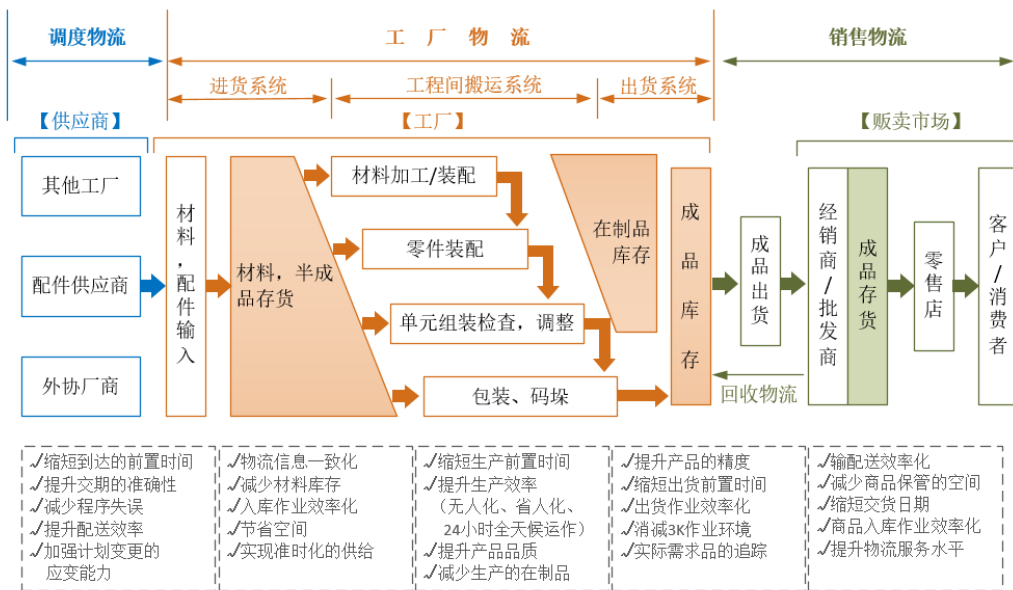 调度物流
工厂物流
销售物流
进货系统
工程间搬运系统
出货系统
【供应商】
【工厂】
【贩卖市场】
其他工厂
配件供应商
外协厂商
材料，配件输入
材料，半
成品存货
材料加工/装配
零件装配
单元组装检查，调整
包装、码垛
在制品
库存
成品库存
成品出货
回收物流
经销商/批发商
成品存货
零售店
客户/消费者
✓缩短到达的前置时间
✓提升交期的准确性
✓减少程序失误
✓提升配送效率
✓加强计划变更的
应变能力
✓物流信息一致化
✓减少材料库存
✓入库作业效率化
✓节省空间
✓实现准时化的供给
✓缩短生产前置时间
✓提升生产效率
（无人化、省人化、
24小时全天候运作）
✓提升产品品质
✓减少生产的在制品
✓提升产品的精度
✓缩短出货前置时间
✓出货作业效率化
✓消减3K作业环境
✓实际需求品的追踪
✓输配送效率化
✓减少商品保管的空间
✓缩短交货日期
✓商品入库作业效率化
✓提升物流服务水平